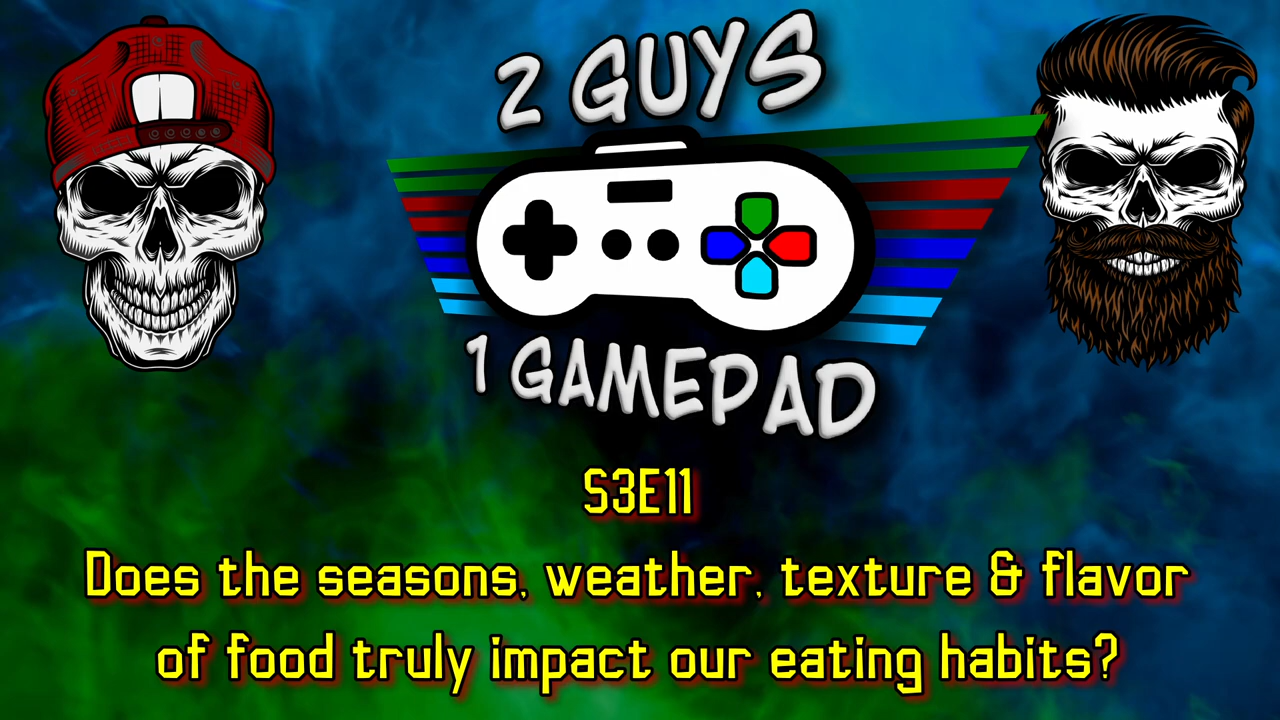 2 GUYS
1 GAMEPAD
S3E11
Does the seasons, weather, texture & flavor
of food truly impact our eating habits?